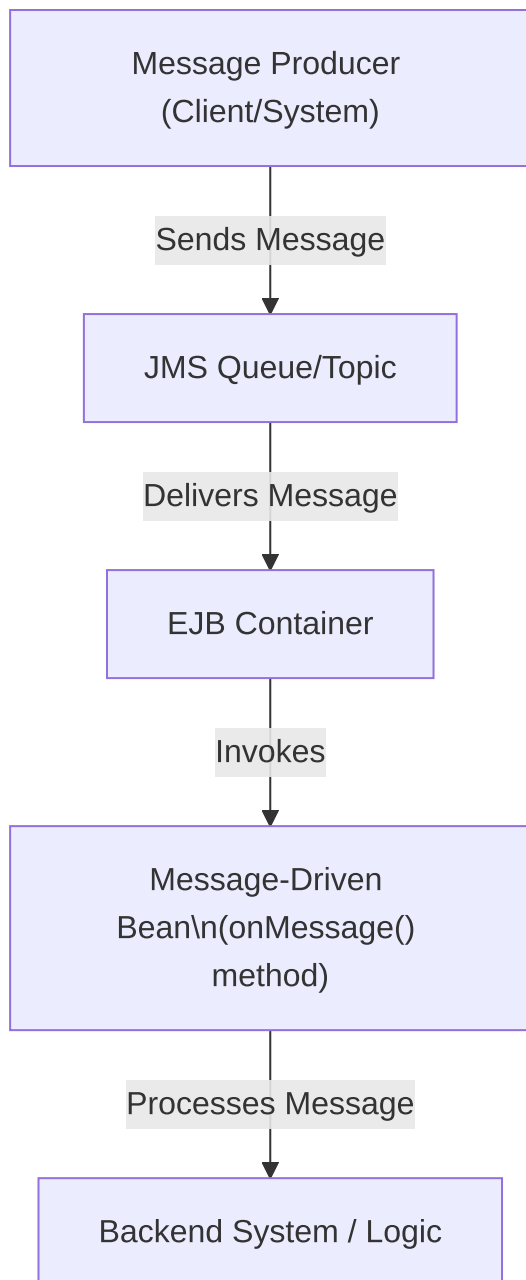 Message Producer
(Client/System)
Sends Message
JMS Queue/Topic
Delivers Message
EJB Container
Invokes
Message-Driven
Bean\n(onMessage()
method)
Processes Message
Backend System / Logic